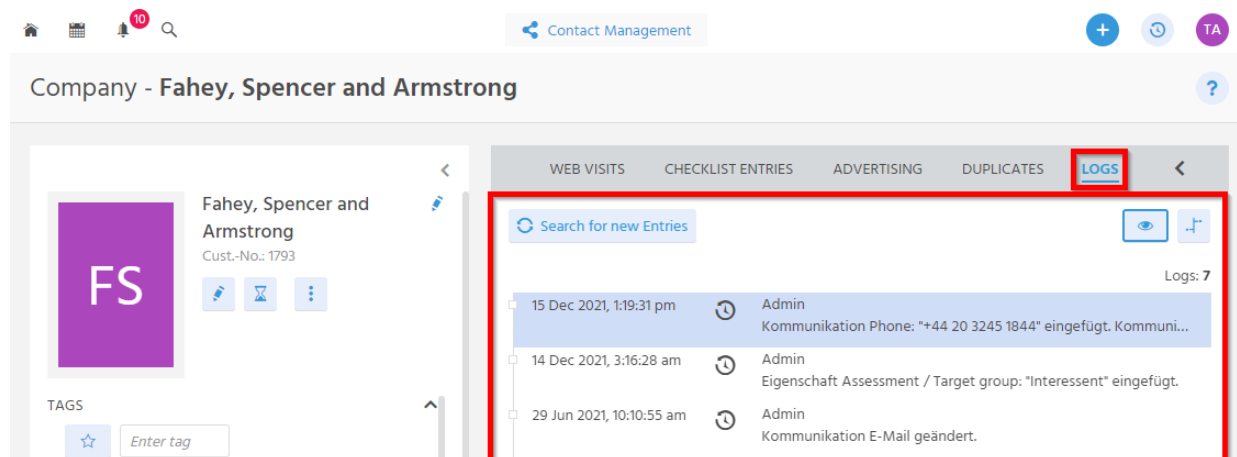 10
Contact Management
TA
Company - Fahey, Spencer and Armstrong
?
WEB VISITS CHECKLIST ENTRIES ADVERTISING DUPLICATES LOGS
Fahey, Spencer and
Armstrong
Cust.-No.: 1793
FS
Search for new Entries
Logs: 7
15 Dec 2021, 1:19:31 pm Admin
Kommunikation Phone: "+44 20 3245 1844" eingefügt. Kommuni...
14 Dec 2021, 3:16:28 am Admin
Eigenschaft Assessment / Target group: "Interessent" eingefügt.
29 Jun 2021, 10:10:55 am Admin
Kommunikation E-Mail geändert.
TAGS
Enter tag